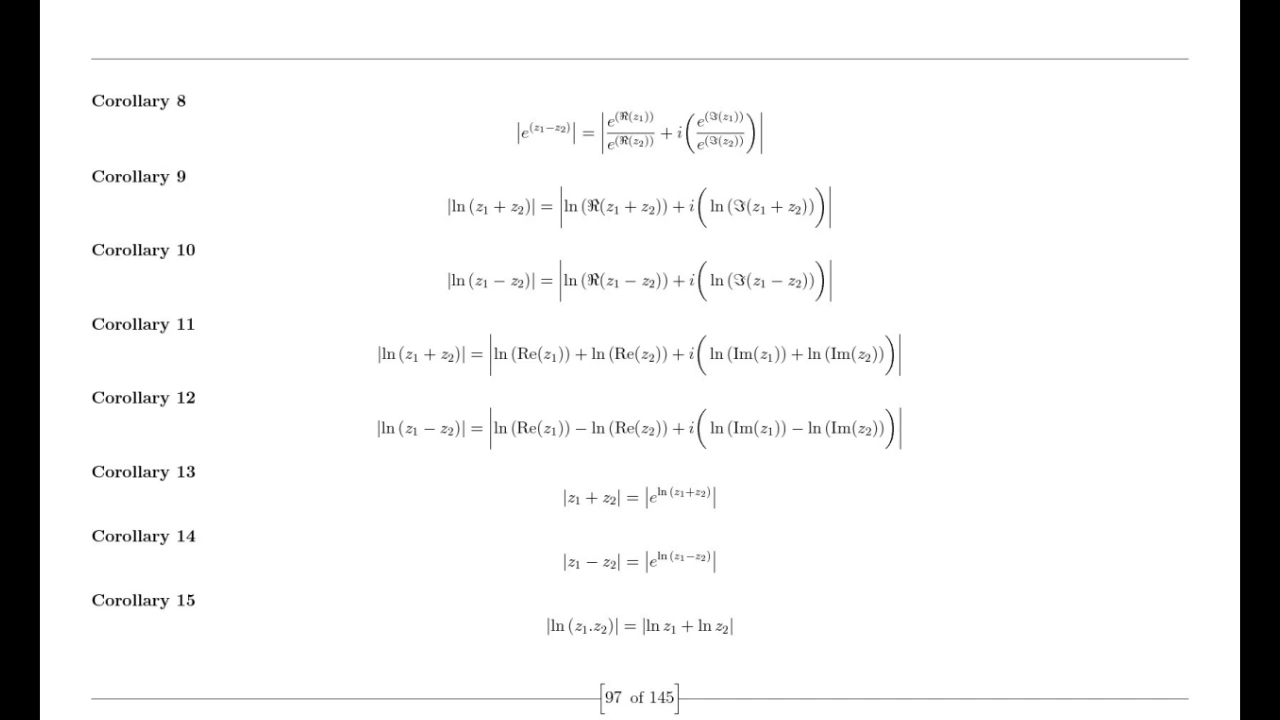 Corollary 8
|e^{(z_1−z_2)}| = |\frac{e^{(ℜ(z_1))}}{e^{(ℜ(z_2))}} + i(\frac{e^{(ℑ(z_1))}}{e^{(ℑ(z_2))}})|
Corollary 9
|ln (z_1 + z_2)| = |ln (ℜ(z_1 + z_2)) + i( ln (ℑ(z_1 + z_2)))|
Corollary 10
|ln (z_1 − z_2)| = |ln (ℜ(z_1 − z_2)) + i( ln (ℑ(z_1 − z_2)))|
Corollary 11
|ln (z_1 + z_2)| = |ln (Re(z_1)) + ln (Re(z_2)) + i( ln (Im(z_1)) + ln (Im(z_2)))|
Corollary 12
|ln (z_1 − z_2)| = |ln (Re(z_1)) − ln (Re(z_2)) + i( ln (Im(z_1)) − ln (Im(z_2)))|
Corollary 13
|z_1 + z_2| = |e^{ln (z_1+z_2)}|
Corollary 14
|z_1 − z_2| = |e^{ln (z_1−z_2)}|
Corollary 15
|ln (z_1.z_2)| = |ln z_1 + ln z_2|
[97 of 145]